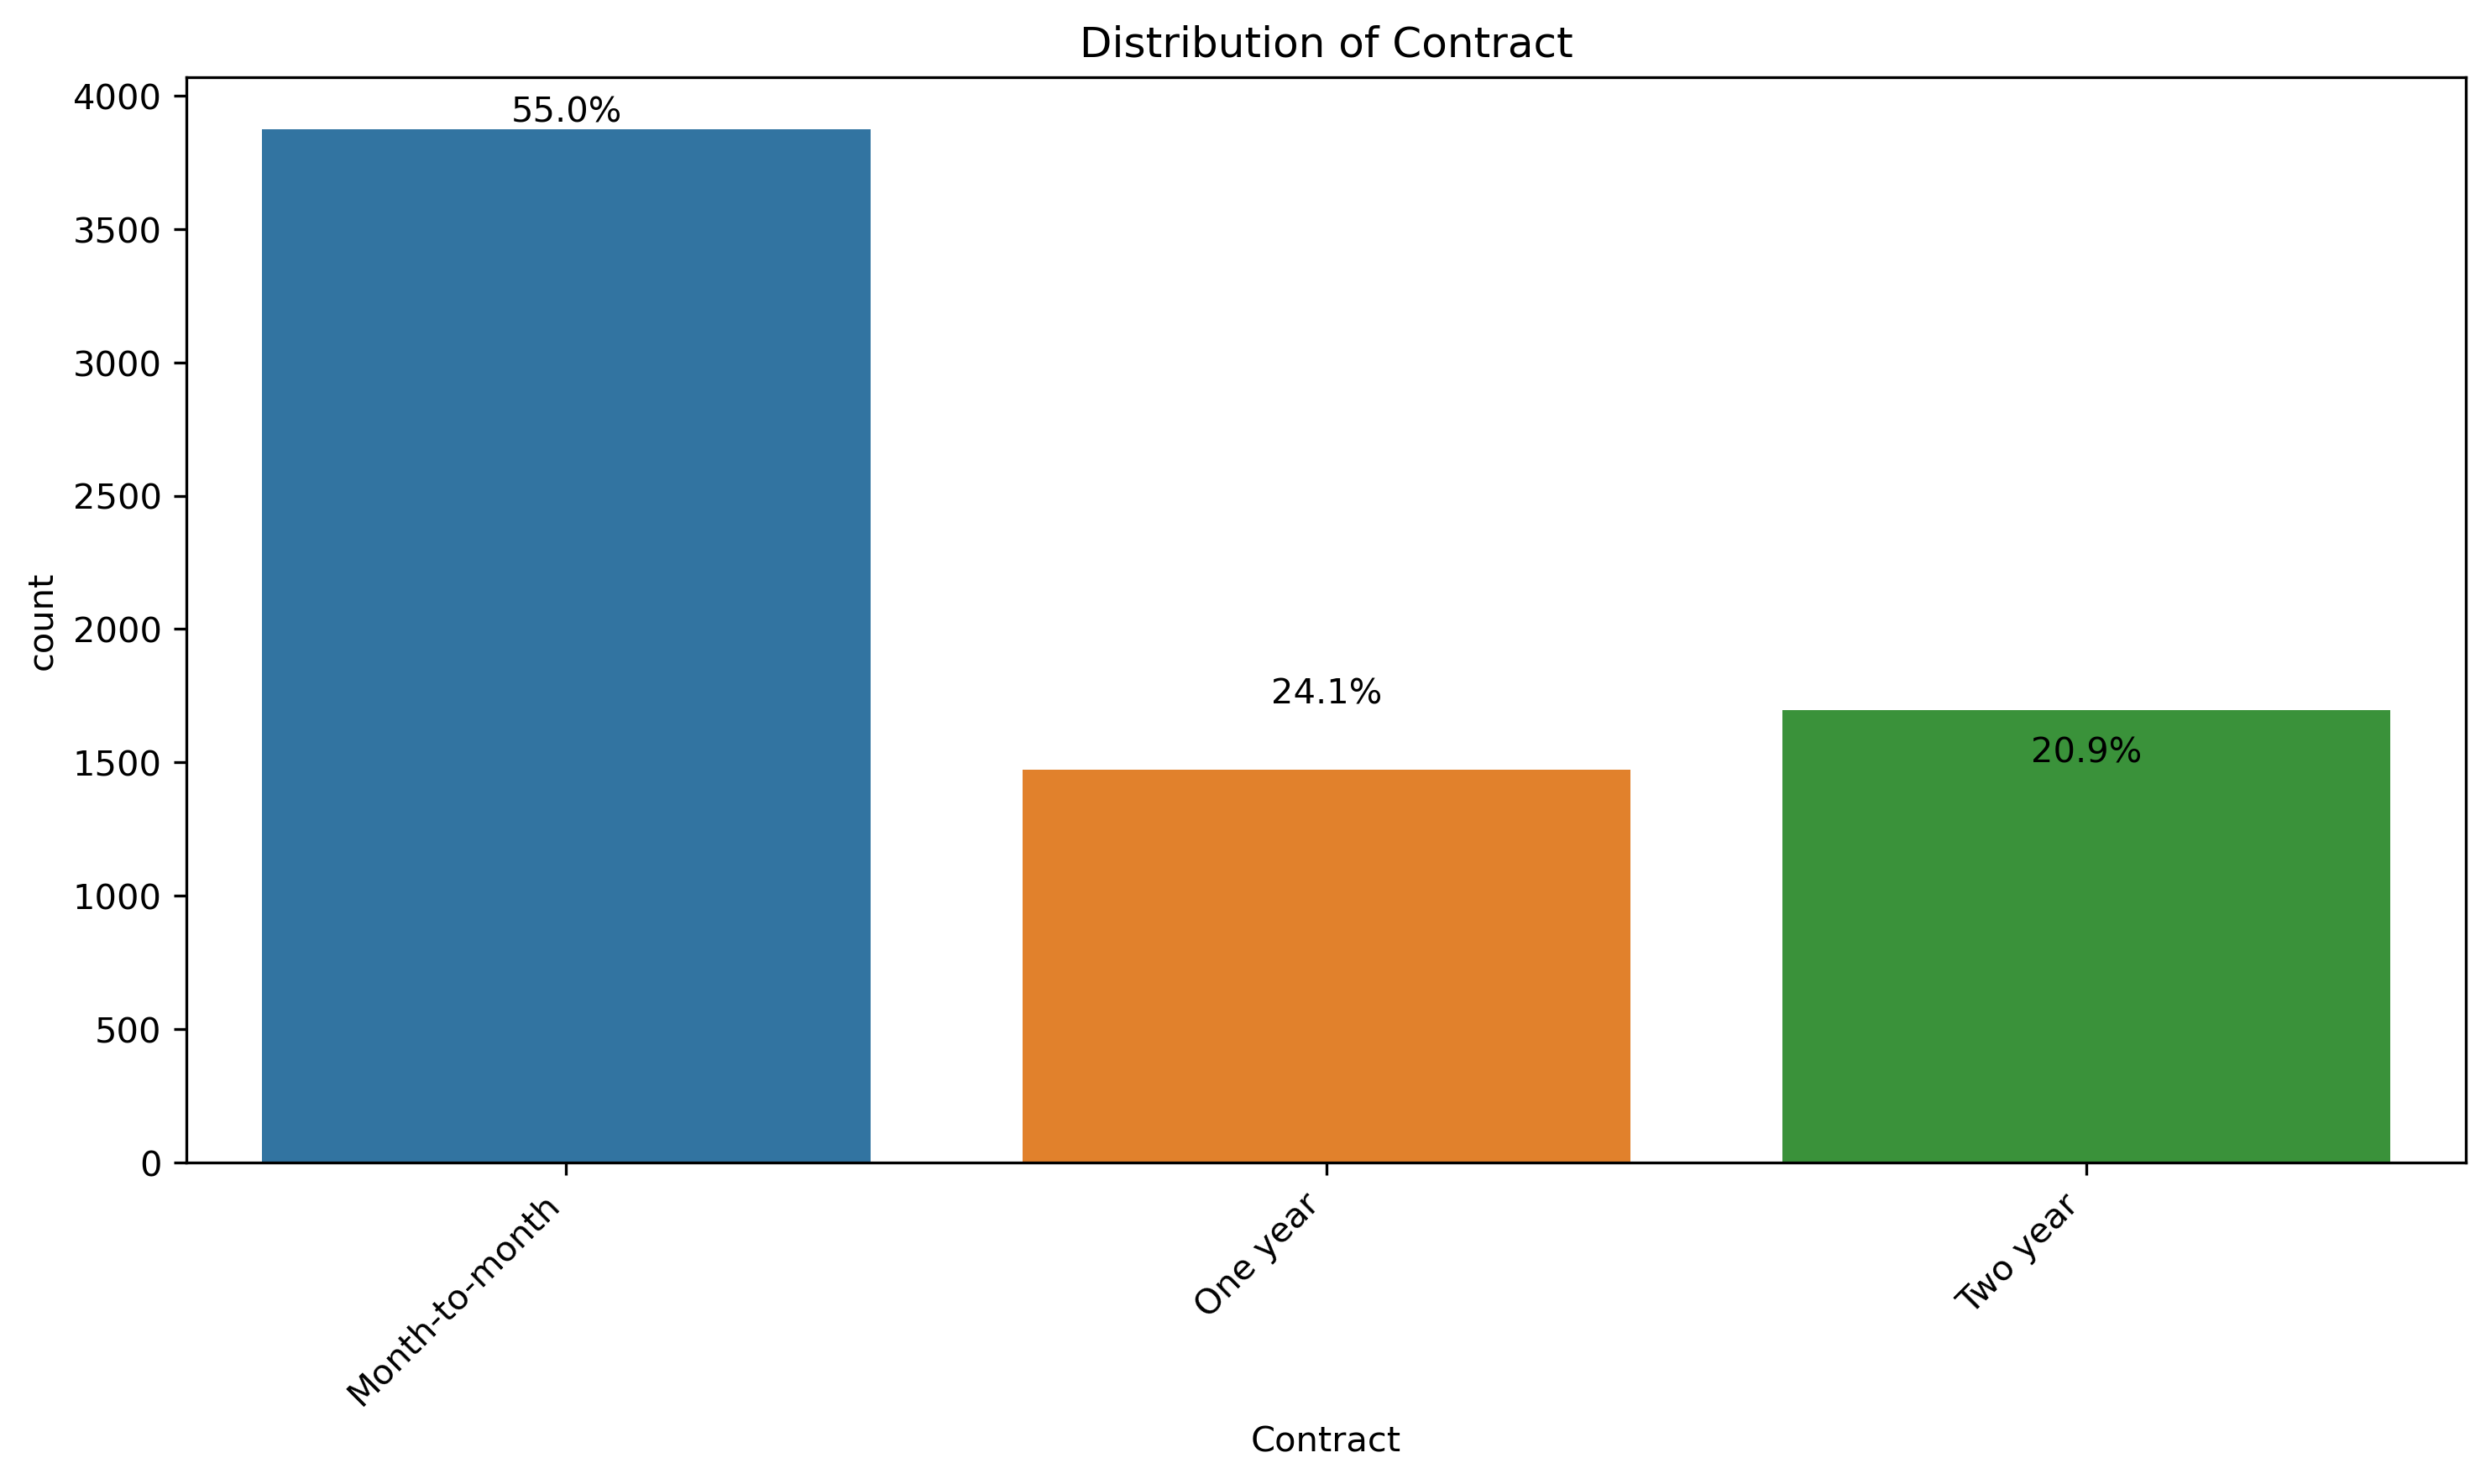 Distribution of Contract
4000
3500
3000
2500
2000
1500
1000
500
0
count
55.0%
24.1%
20.9%
Month-to-month
One year
Two year
Contract